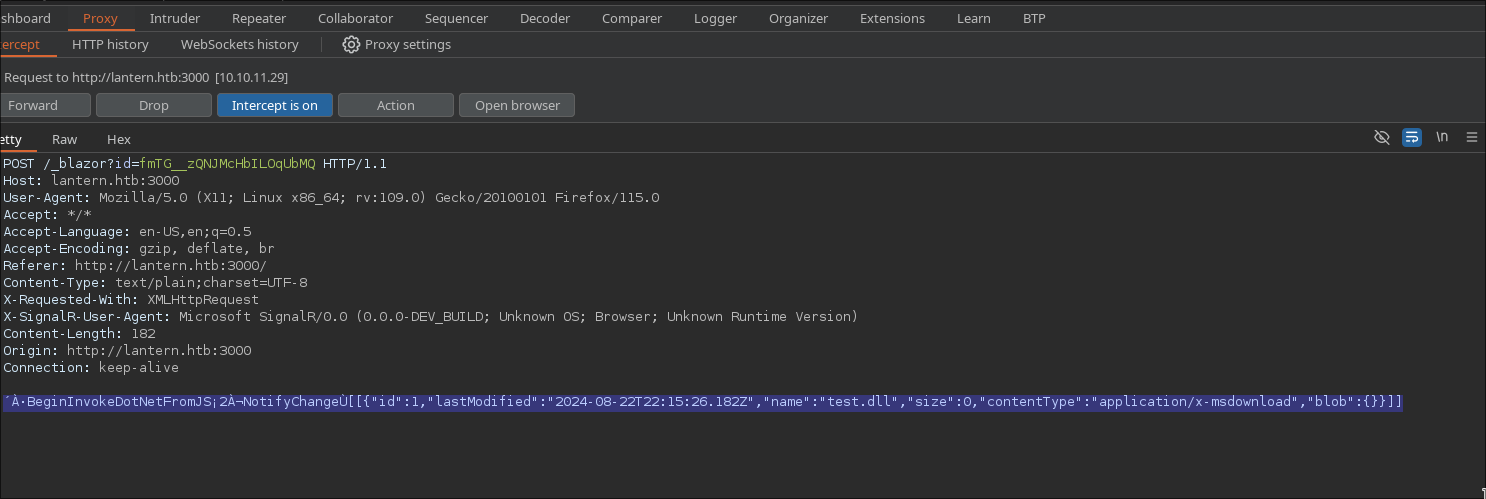 shboard Proxy Intruder Repeater Collaborator Sequencer Decoder Comparer Logger Organizer Extensions Learn BTP
ercept HTTP history WebSockets history Proxy settings
Request to http://lantern.htb:3000 [10.10.11.29]
Forward Drop Intercept is on Action Open browser
etty Raw Hex \n
POST /_blazor?id=fmTG__zQNJMcHbILOqUbMQ HTTP/1.1
Host: lantern.htb:3000
User-Agent: Mozilla/5.0 (X11; Linux x86_64; rv:109.0) Gecko/20100101 Firefox/115.0
Accept: */*
Accept-Language: en-US,en;q=0.5
Accept-Encoding: gzip, deflate, br
Referer: http://lantern.htb:3000/
Content-Type: text/plain;charset=UTF-8
X-Requested-With: XMLHttpRequest
X-SignalR-User-Agent: Microsoft SignalR/0.0 (0.0.0-DEV_BUILD; Unknown OS; Browser; Unknown Runtime Version)
Content-Length: 182
Origin: http://lantern.htb:3000
Connection: keep-alive
´À·BeginInvokeDotNetFromJS¡2À¬NotifyChangeÙ[[{"id":1,"lastModified":"2024-08-22T22:15:26.182Z","name":"test.dll","size":0,"contentType":"application/x-msdownload","blob":{}}]]